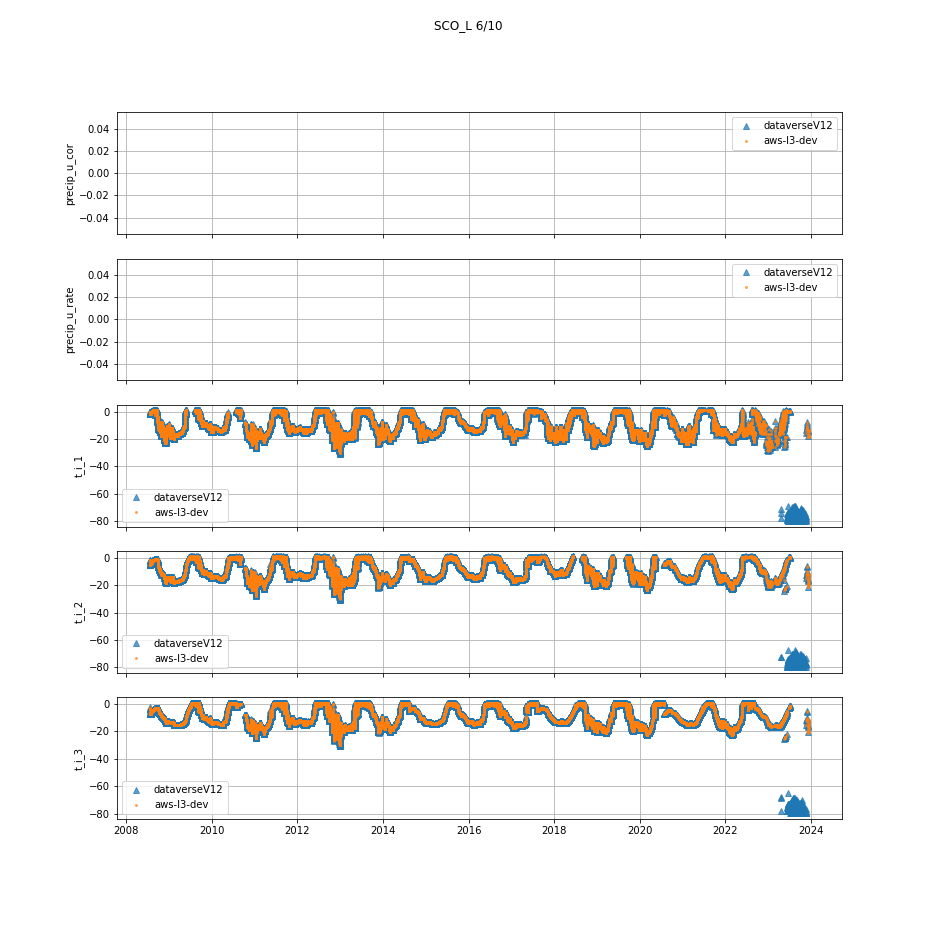 SCO_L 6/10
0.04
0.02
0.00
−0.02
−0.04
precip_u_cor
dataverseV12
aws-l3-dev
0.04
0.02
0.00
−0.02
−0.04
precip_u_rate
dataverseV12
aws-l3-dev
0
−20
−40
−60
−80
t_i_1
dataverseV12
aws-l3-dev
0
−20
−40
−60
−80
t_i_2
dataverseV12
aws-l3-dev
0
−20
−40
−60
−80
t_i_3
dataverseV12
aws-l3-dev
2008 2010 2012 2014 2016 2018 2020 2022 2024